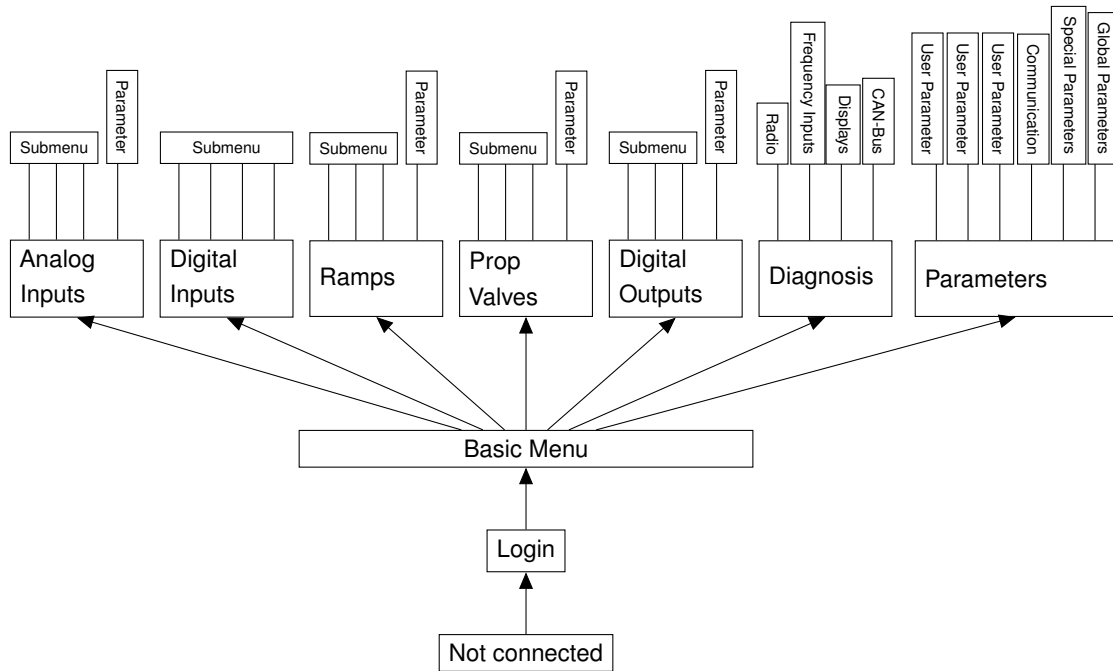 Parameter
Submenu
Submenu
Parameter
Submenu
Parameter
Submenu
Parameter
Submenu
Radio
Frequency Inputs
Displays
CAN-Bus
User Parameter
User Parameter
User Parameter
Communication
Special Parameters
Global Parameters
Analog
Inputs
Digital
Inputs
Ramps
Prop
Valves
Digital
Outputs
Diagnosis
Parameters
Basic Menu
Login
Not connected